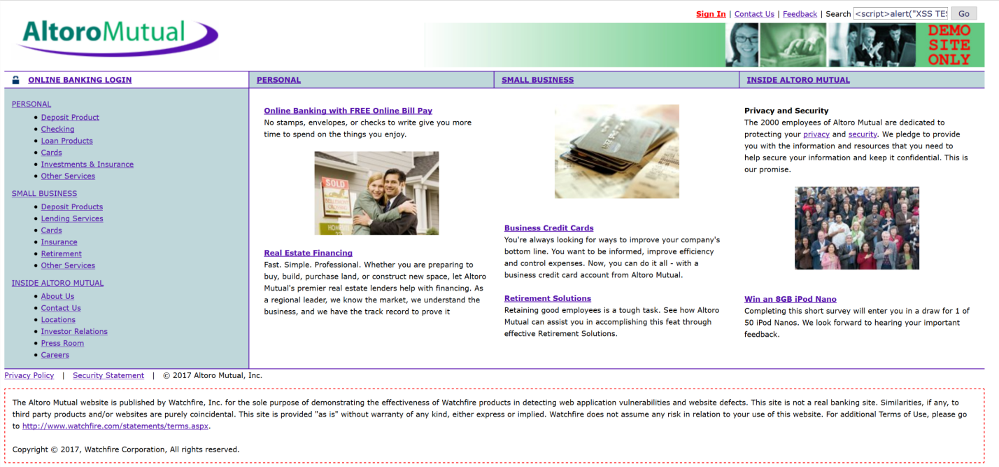 Sign In | Contact Us | Feedback | Search <script>alert("XSS TES Go
AltoroMutual
DEMO
SITE
ONLY
ONLINE BANKING LOGIN
PERSONAL
SMALL BUSINESS
INSIDE ALTORO MUTUAL
PERSONAL
Deposit Product
Checking
Loan Products
Cards
Investments & Insurance
Other Services
SMALL BUSINESS
Deposit Products
Lending Services
Cards
Insurance
Retirement
Other Services
INSIDE ALTORO MUTUAL
About Us
Contact Us
Locations
Investor Relations
Press Room
Careers
Online Banking with FREE Online Bill Pay
No stamps, envelopes, or checks to write give you more
time to spend on the things you enjoy.
SOLD
Real Estate Financing
Fast. Simple. Professional. Whether you are preparing to
buy, build, purchase land, or construct new space, let Altoro
Mutual's premier real estate lenders help with financing. As
a regional leader, we know the market, we understand the
business, and we have the track record to prove it
Business Credit Cards
You're always looking for ways to improve your company's
bottom line. You want to be informed, improve efficiency
and control expenses. Now, you can do it all - with a
business credit card account from Altoro Mutual.
Retirement Solutions
Retaining good employees is a tough task. See how Altoro
Mutual can assist you in accomplishing this feat through
effective Retirement Solutions.
Privacy and Security
The 2000 employees of Altoro Mutual are dedicated to
protecting your privacy and security. We pledge to provide
you with the information and resources that you need to
help secure your information and keep it confidential. This is
our promise.
Win an 8GB iPod Nano
Completing this short survey will enter you in a draw for 1 of
50 iPod Nanos. We look forward to hearing your important
feedback.
Privacy Policy | Security Statement | © 2017 Altoro Mutual, Inc.
The Altoro Mutual website is published by Watchfire, Inc. for the sole purpose of demonstrating the effectiveness of Watchfire products in detecting web application vulnerabilities and website defects. This site is not a real banking site. Similarities, if any, to
third party products and/or websites are purely coincidental. This site is provided "as is" without warranty of any kind, either express or implied. Watchfire does not assume any risk in relation to your use of this website. For additional Terms of Use, please go
to http://www.watchfire.com/statements/terms.aspx.
Copyright © 2017, Watchfire Corporation, All rights reserved.